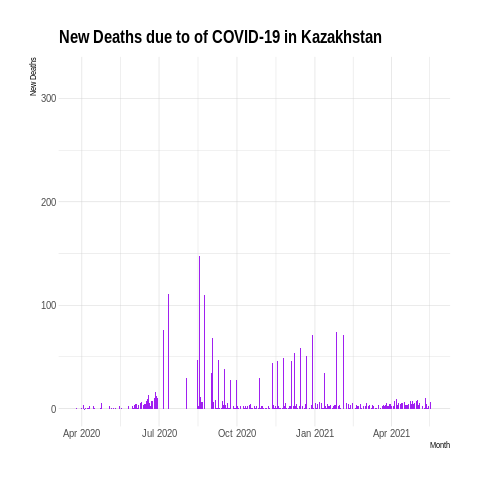 New Deaths due to of COVID-19 in Kazakhstan
New Deaths
300
200
100
0
Apr 2020 Jul 2020 Oct 2020 Jan 2021 Apr 2021
Month